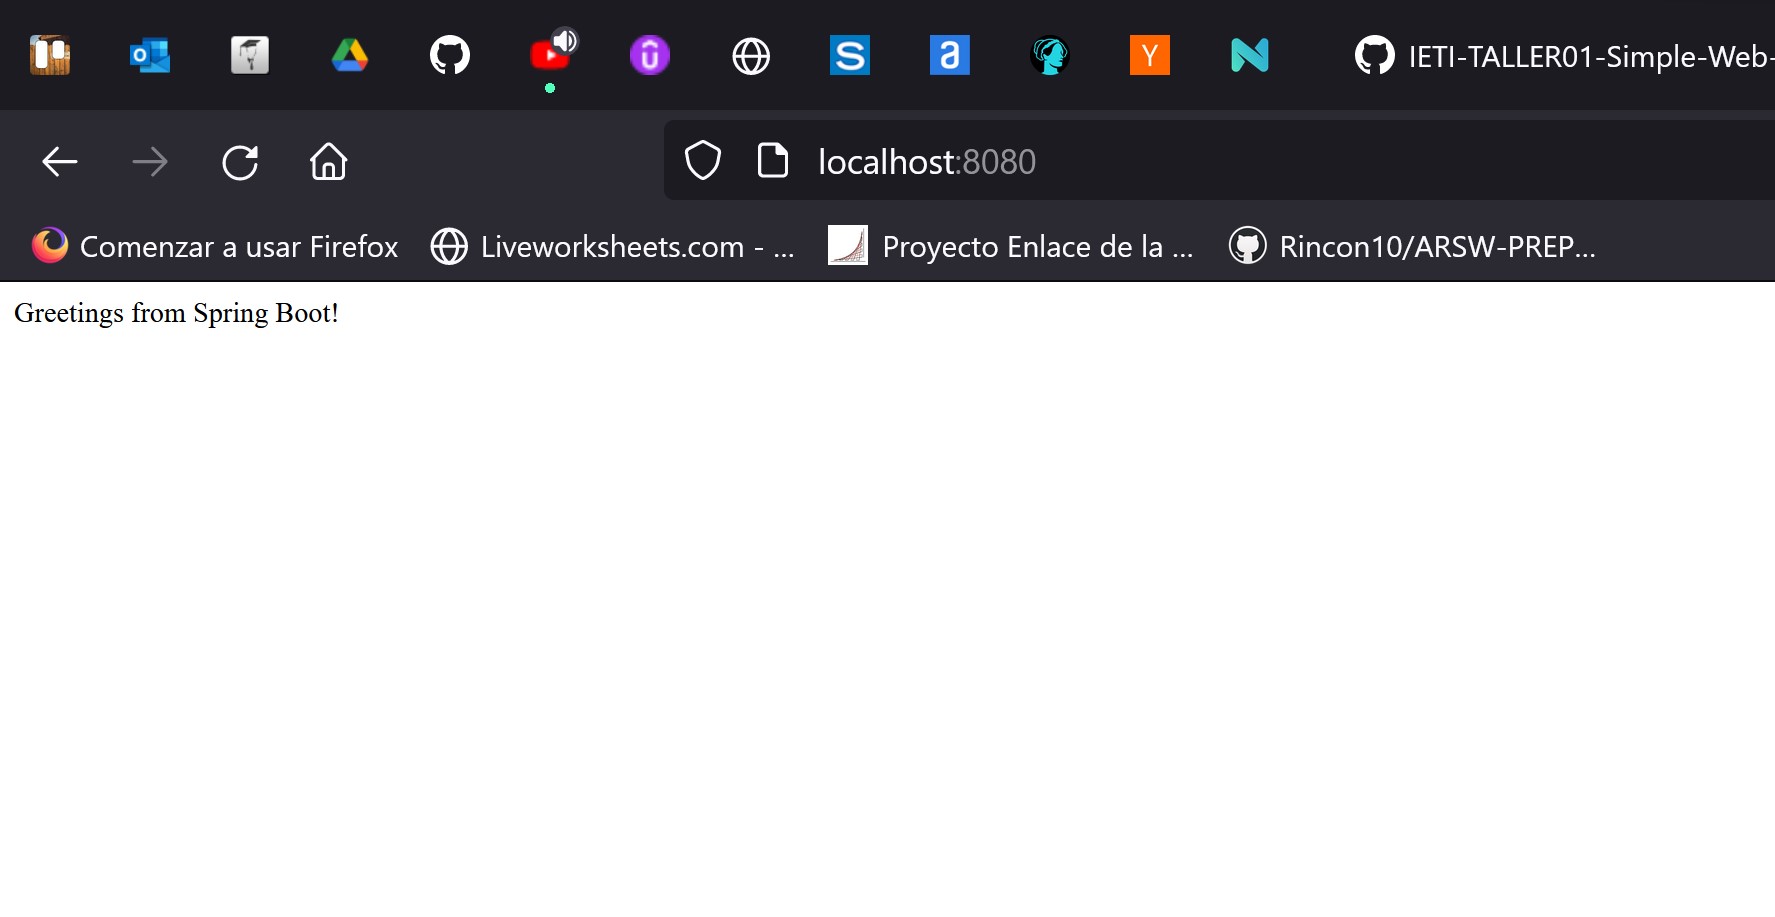 IETI-TALLER01-Simple-Web-
localhost:8080
Comenzar a usar Firefox Liveworksheets.com - ... Proyecto Enlace de la ... Rincon10/ARSW-PREP...
Greetings from Spring Boot!